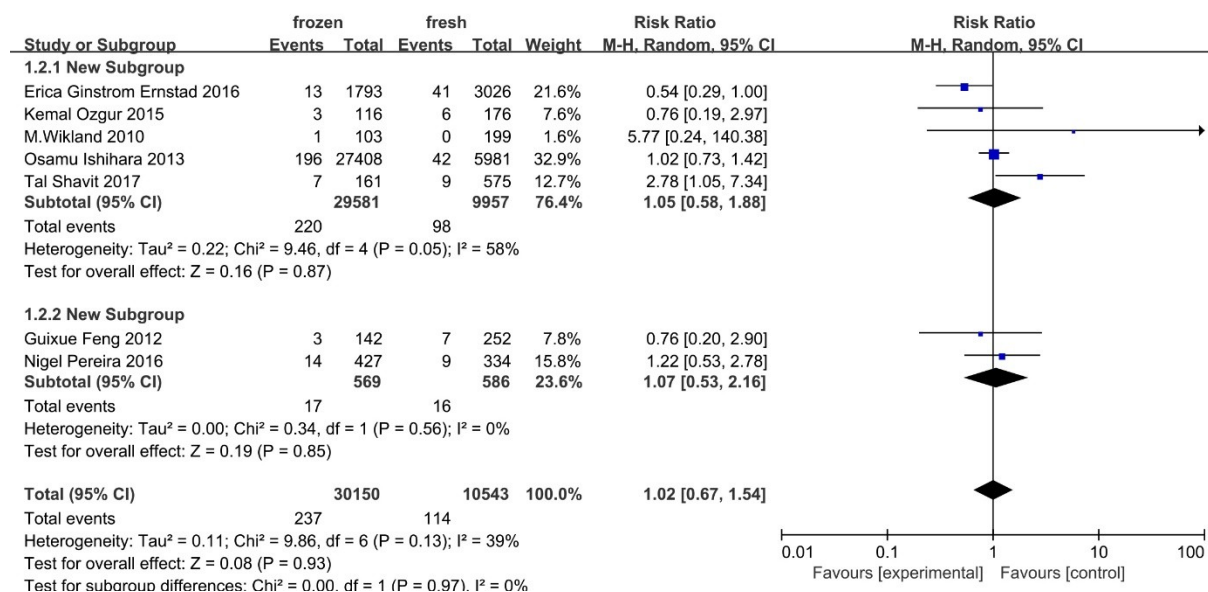 frozen fresh Risk Ratio Risk Ratio
Study or Subgroup Events Total Events Total Weight M-H, Random, 95% CI M-H, Random, 95% CI
1.2.1 New Subgroup
Erica Ginstrom Ernstad 2016 13 1793 41 3026 21.6% 0.54 [0.29, 1.00]
Kemal Ozgur 2015 3 116 6 176 7.6% 0.76 [0.19, 2.97]
M.Wikland 2010 1 103 0 199 1.6% 5.77 [0.24, 140.38]
Osamu Ishihara 2013 196 27408 42 5981 32.9% 1.02 [0.73, 1.42]
Tal Shavit 2017 7 161 9 575 12.7% 2.78 [1.05, 7.34]
Subtotal (95% CI) 29581 9957 76.4% 1.05 [0.58, 1.88]
Total events 220 98
Heterogeneity: Tau² = 0.22; Chi² = 9.46, df = 4 (P = 0.05); I² = 58%
Test for overall effect: Z = 0.16 (P = 0.87)
1.2.2 New Subgroup
Guixue Feng 2012 3 142 7 252 7.8% 0.76 [0.20, 2.90]
Nigel Pereira 2016 14 427 9 334 15.8% 1.22 [0.53, 2.78]
Subtotal (95% CI) 569 586 23.6% 1.07 [0.53, 2.16]
Total events 17 16
Heterogeneity: Tau² = 0.00; Chi² = 0.34, df = 1 (P = 0.56); I² = 0%
Test for overall effect: Z = 0.19 (P = 0.85)
Total (95% CI) 30150 10543 100.0% 1.02 [0.67, 1.54]
Total events 237 114
Heterogeneity: Tau² = 0.11; Chi² = 9.86, df = 6 (P = 0.13); I² = 39%
Test for overall effect: Z = 0.08 (P = 0.93)
Test for subgroup differences: Chi² = 0.00, df = 1 (P = 0.97), I² = 0%
0.01 0.1 1 10 100
Favours [experimental] Favours [control]